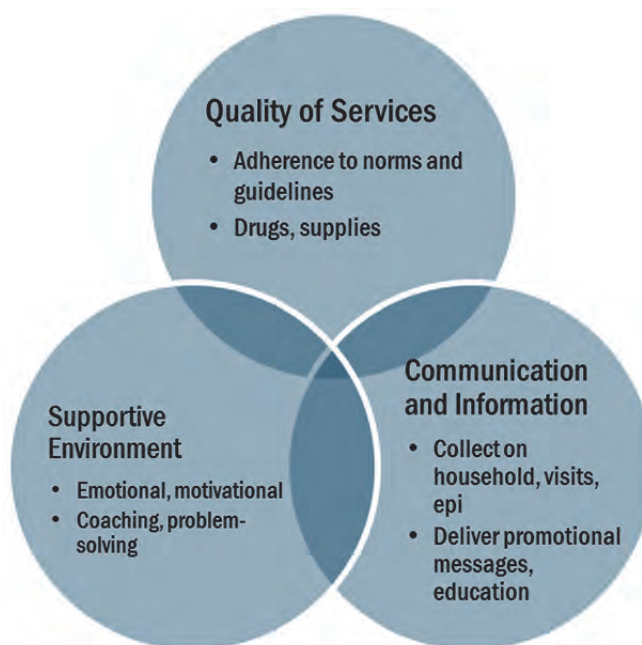 Quality of Services
• Adherence to norms and
guidelines
• Drugs, supplies
Supportive
Environment
• Emotional, motivational
• Coaching, problem-
solving
Communication
and Information
• Collect on
household, visits,
epi
• Deliver promotional
messages,
education